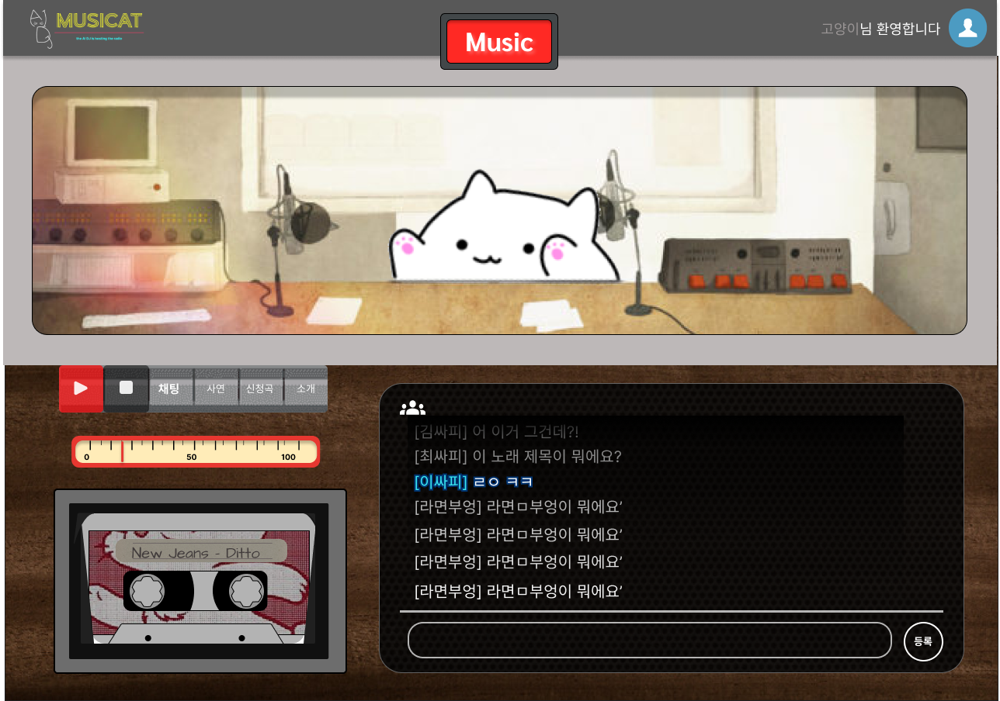 MUSICAT
the AI DJ is hosting the radio
Music
고양이님 환영합니다
채팅
사연
신청곡
소개
0 50 100
New Jeans - Ditto
[김싸피] 어 이거 그건데?!
[최싸피] 이 노래 제목이 뭐에요?
[이싸피] ㄹㅇ ㅋㅋ
[라면부엉] 라면ㅁ부엉이 뭐에요’
[라면부엉] 라면ㅁ부엉이 뭐에요’
[라면부엉] 라면ㅁ부엉이 뭐에요’
[라면부엉] 라면ㅁ부엉이 뭐에요’
등록